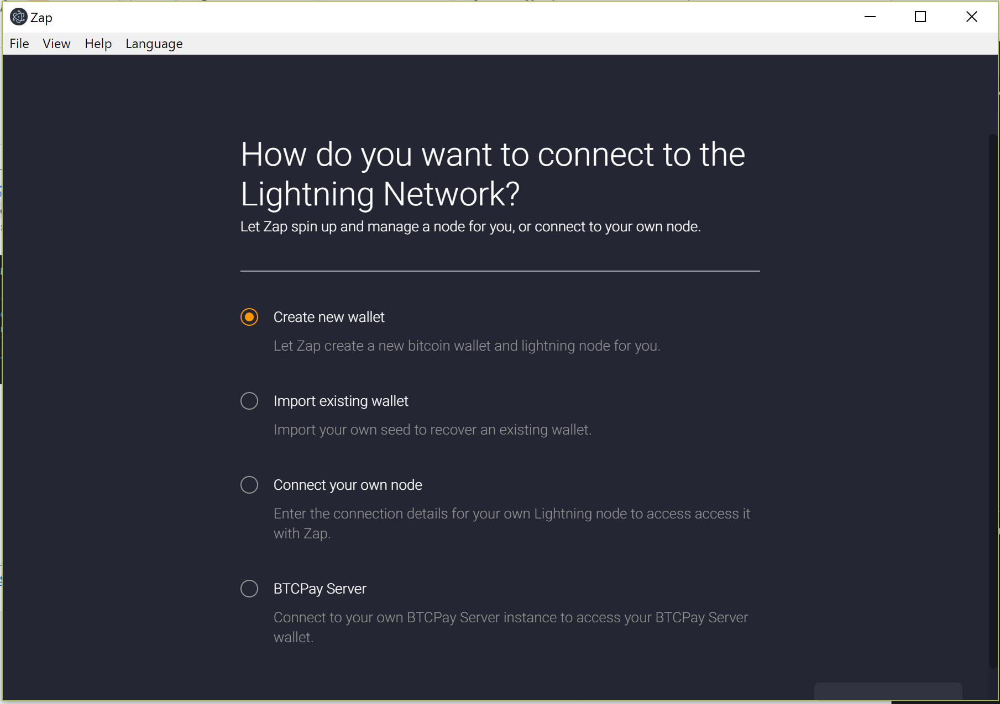 Zap
File View Help Language
How do you want to connect to the
Lightning Network?
Let Zap spin up and manage a node for you, or connect to your own node.
Create new wallet
Let Zap create a new bitcoin wallet and lightning node for you.
Import existing wallet
Import your own seed to recover an existing wallet.
Connect your own node
Enter the connection details for your own Lightning node to access access it
with Zap.
BTCPay Server
Connect to your own BTCPay Server instance to access your BTCPay Server
wallet.